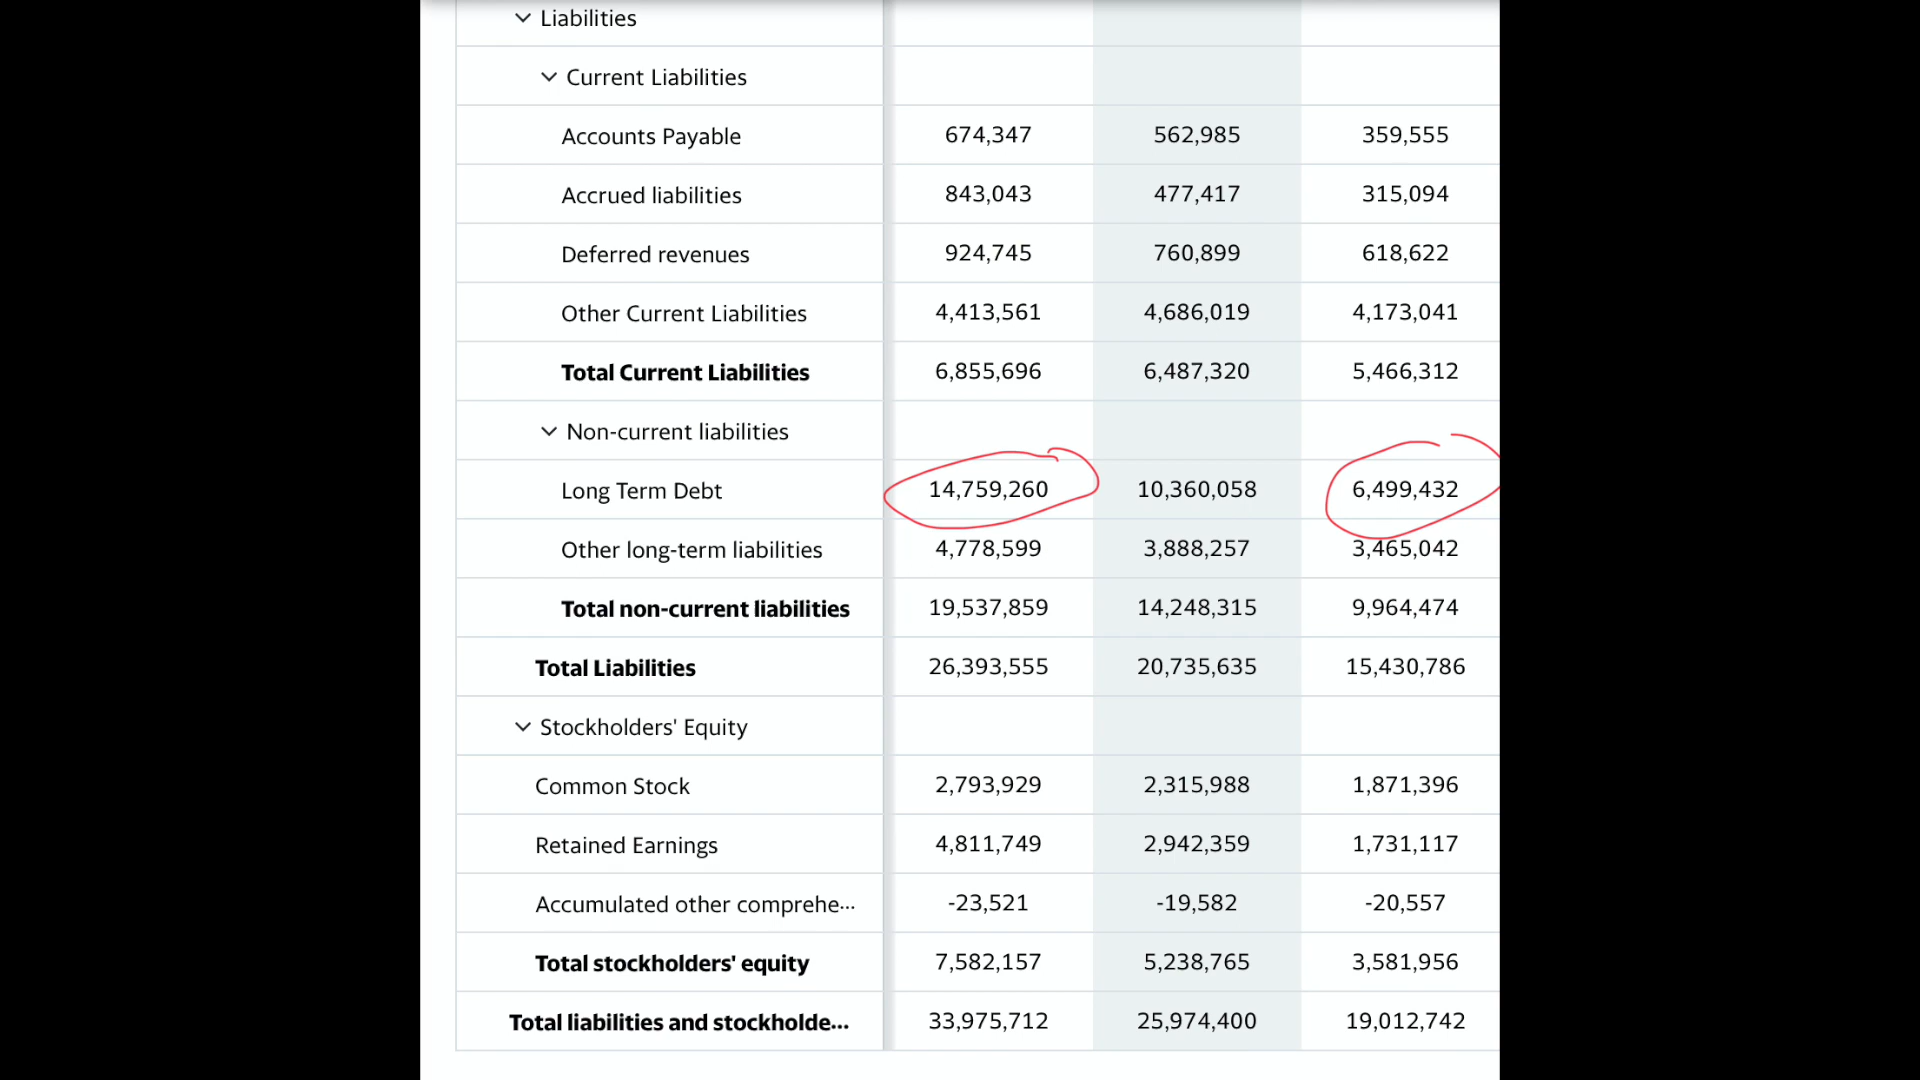 Liabilities
Current Liabilities
Accounts Payable 674,347 562,985 359,555
Accrued liabilities 843,043 477,417 315,094
Deferred revenues 924,745 760,899 618,622
Other Current Liabilities 4,413,561 4,686,019 4,173,041
Total Current Liabilities 6,855,696 6,487,320 5,466,312
Non-current liabilities
Long Term Debt 14,759,260 10,360,058 6,499,432
Other long-term liabilities 4,778,599 3,888,257 3,465,042
Total non-current liabilities 19,537,859 14,248,315 9,964,474
Total Liabilities 26,393,555 20,735,635 15,430,786
Stockholders' Equity
Common Stock 2,793,929 2,315,988 1,871,396
Retained Earnings 4,811,749 2,942,359 1,731,117
Accumulated other comprehe... -23,521 -19,582 -20,557
Total stockholders' equity 7,582,157 5,238,765 3,581,956
Total liabilities and stockholde... 33,975,712 25,974,400 19,012,742